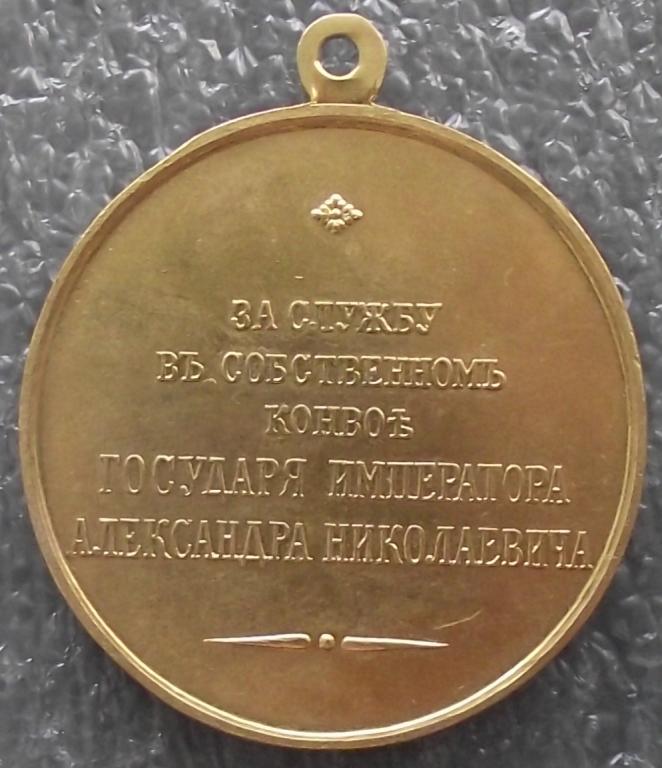 ЗА СЛУЖБУ
ВЪ СОБСТВЕННОМЪ
КОНВОѢ
ГОСУДАРЯ ИМПЕРАТОРА
АЛЕКСАНДРА НИКОЛАЕВИЧА